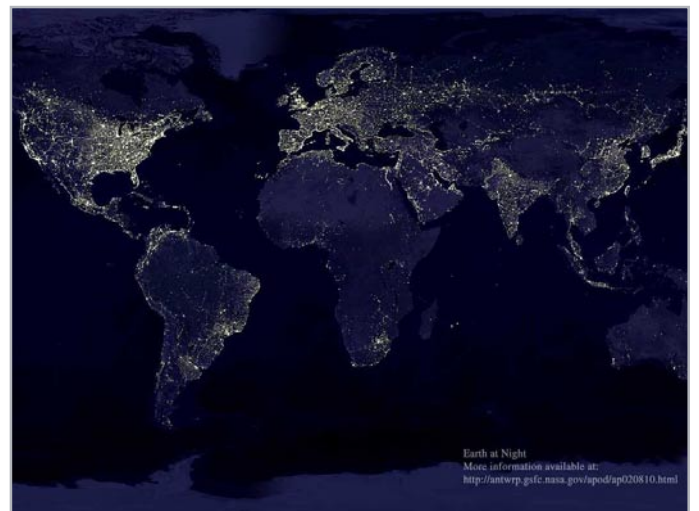 Earth at Night
More information available at:
http://antwrp.gsfc.nasa.gov/apod/ap020810.html